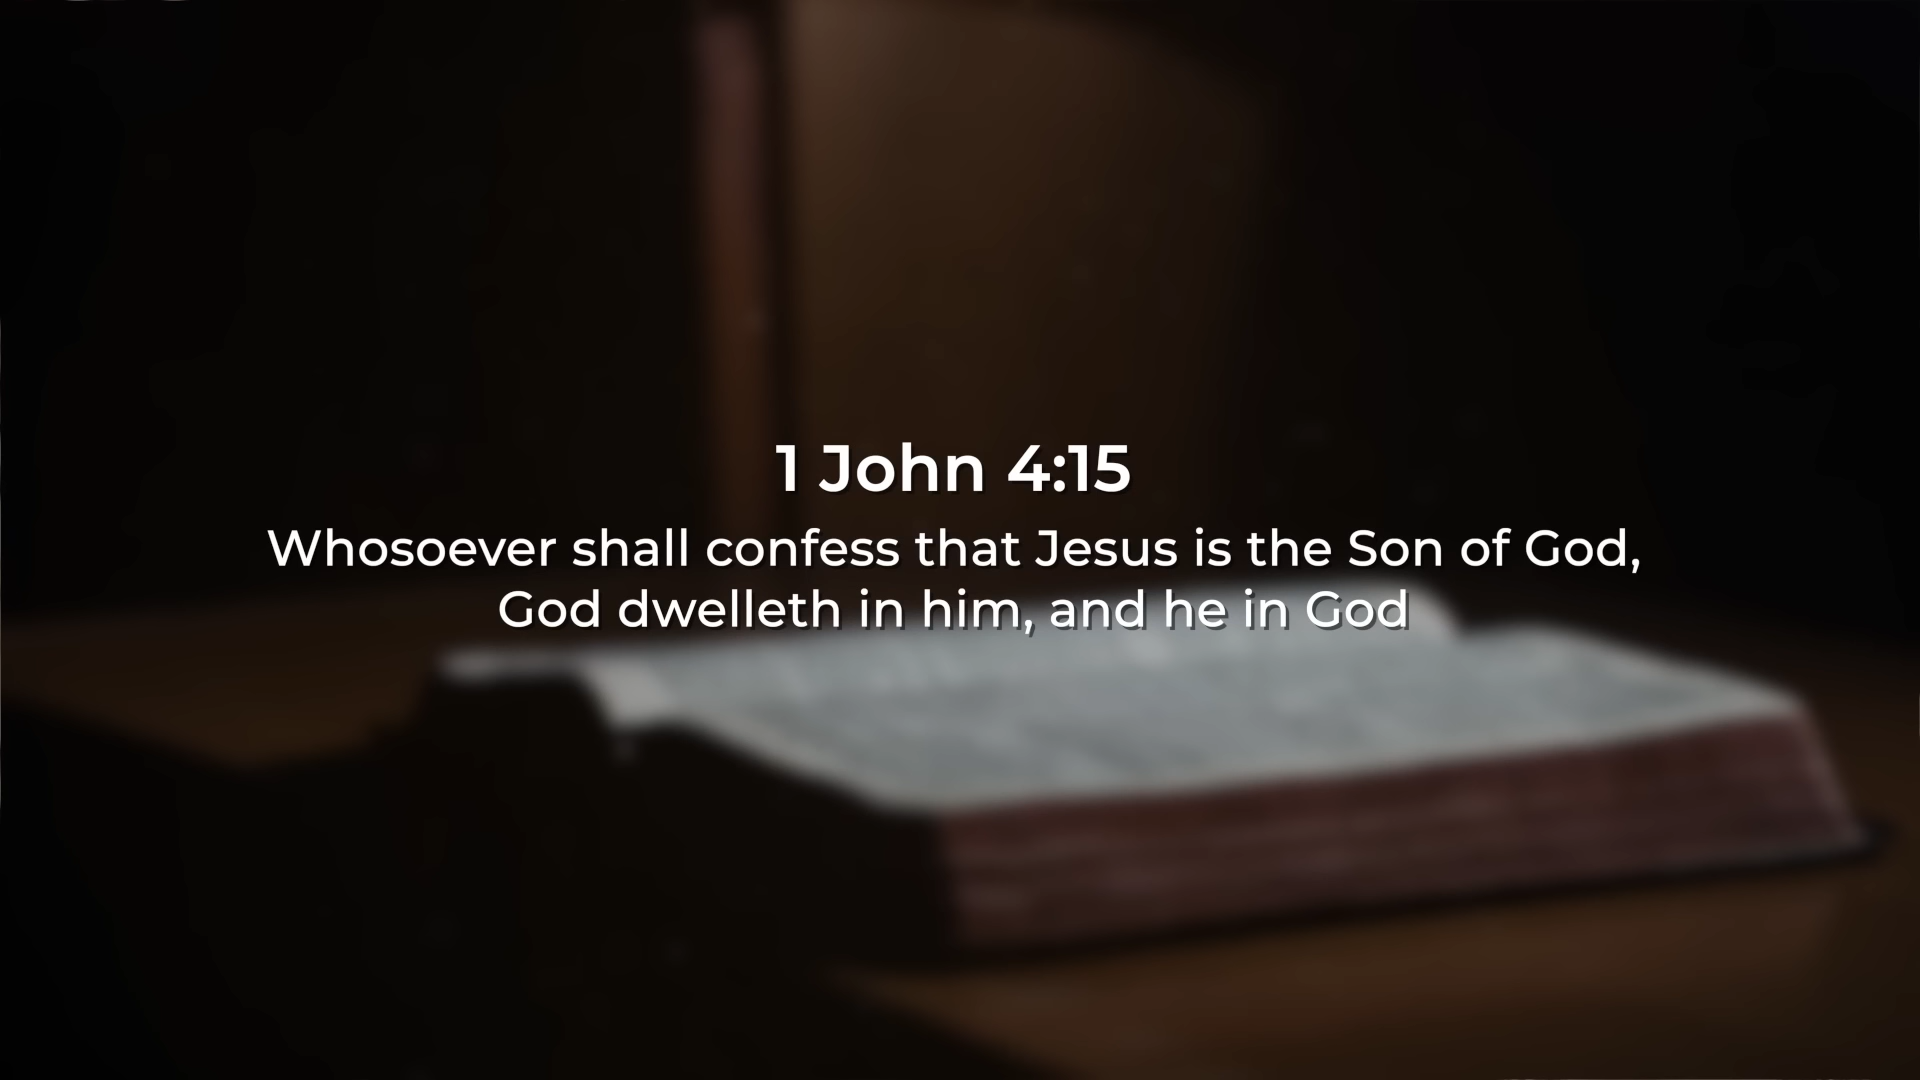 1 John 4:15
Whosoever shall confess that Jesus is the Son of God,
God dwelleth in him, and he in God